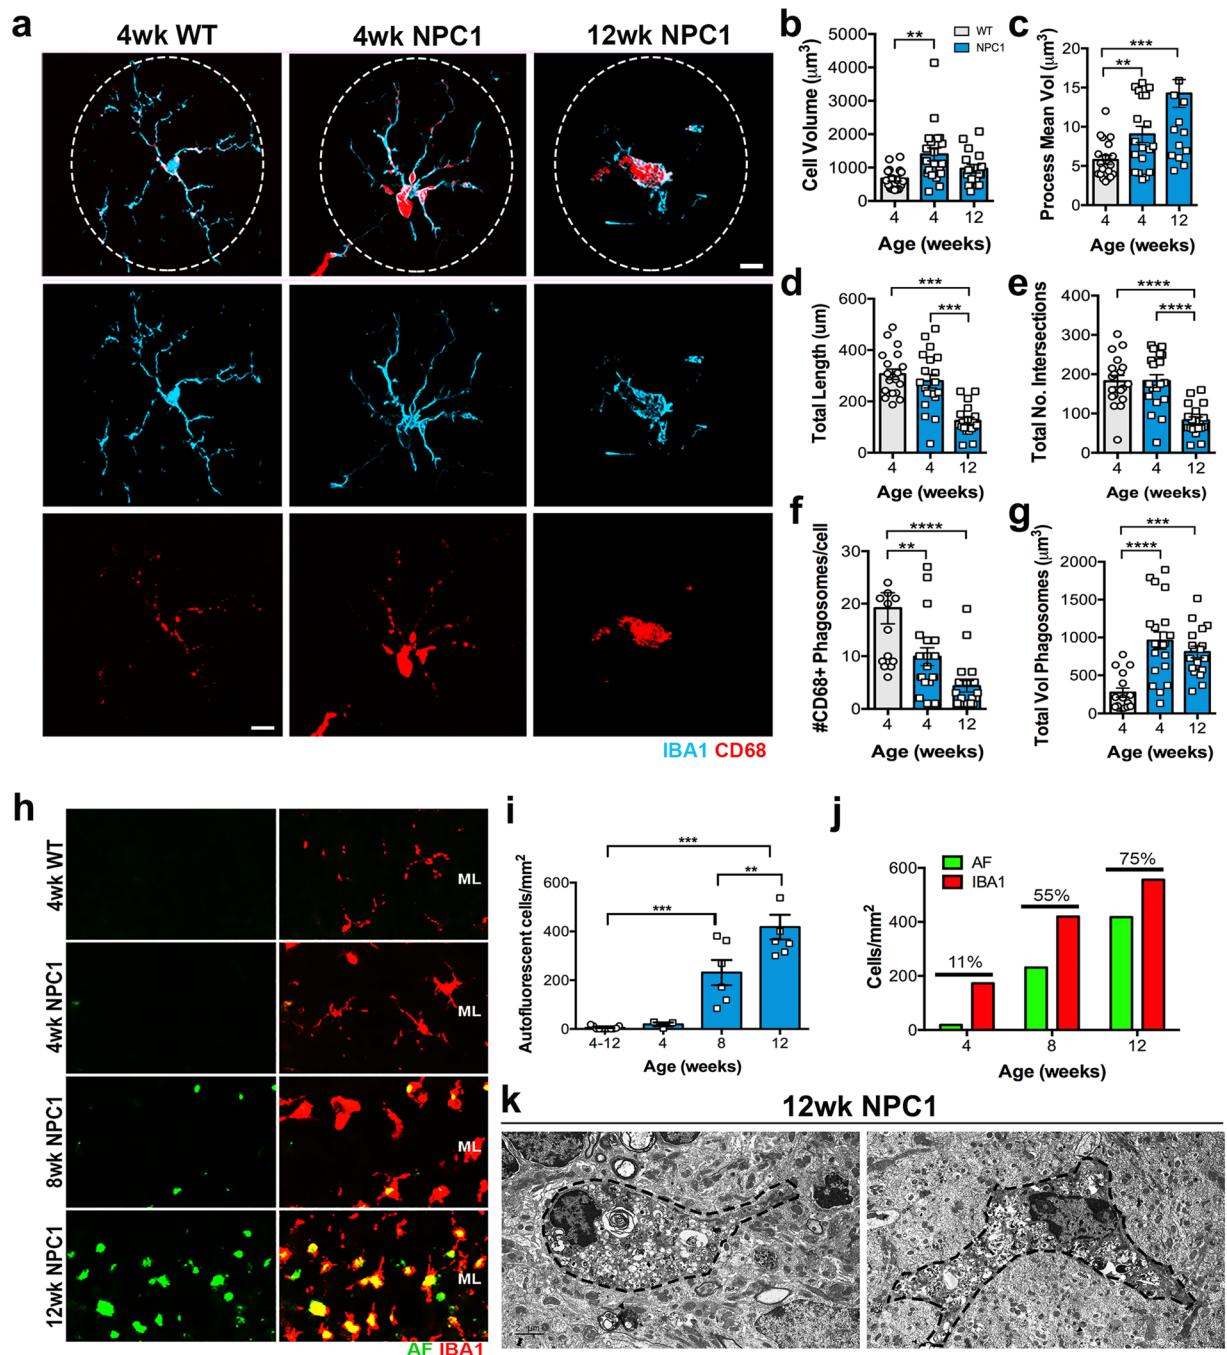 a
4wk WT
4wk NPC1
12wk NPC1
IBA1 CD68
b
Cell Volume (μm³)
5000
4000
3000
2000
1000
0
**
WT
NPC1
4
4
12
Age (weeks)
c
Process Mean Vol (μm³)
20
15
10
5
0
***
**
4
4
12
Age (weeks)
d
Total Length (um)
600
400
200
0
***
***
4
4
12
Age (weeks)
e
Total No. Intersections
400
300
200
100
0
****
****
4
4
12
Age (weeks)
f
#CD68+ Phagosomes/cell
30
20
10
0
****
**
4
4
12
Age (weeks)
g
Total Vol Phagosomes (μm³)
2000
1500
1000
500
0
***
****
4
4
12
Age (weeks)
h
4wk WT
ML
4wk NPC1
ML
8wk NPC1
ML
12wk NPC1
ML
AF IBA1
i
Autofluorescent cells/mm²
600
400
200
0
***
**
***
4-12
4
8
12
Age (weeks)
j
Cells/mm²
600
400
200
0
AF
IBA1
11%
55%
75%
4
8
12
Age (weeks)
k
12wk NPC1